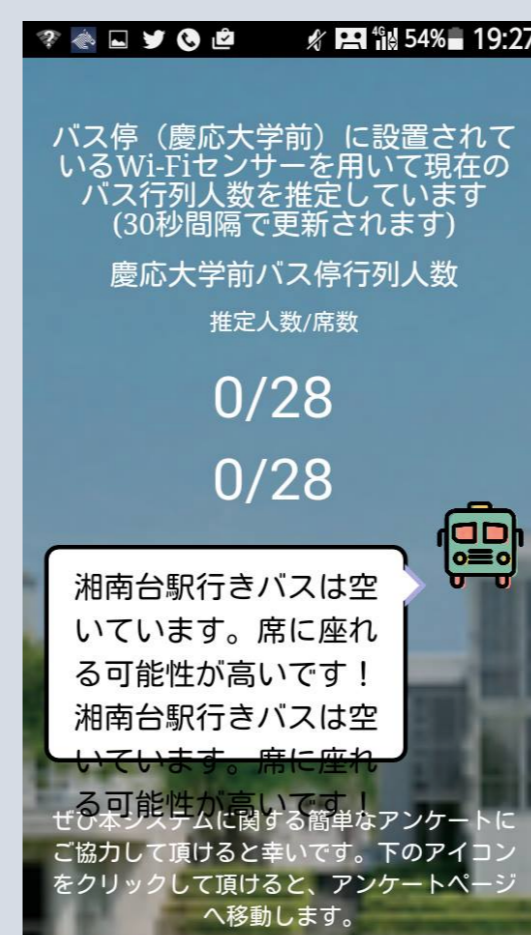 54% 19:27
バス停（慶応大学前）に設置されて
いるWi-Fiセンサーを用いて現在の
バス行列人数を推定しています
(30秒間隔で更新されます)
慶応大学前バス停行列人数
推定人数/席数
0/28
0/28
湘南台駅行きバスは空
いています。席に座れ
る可能性が高いです！
湘南台駅行きバスは空
いています。席に座れ
る可能性が高いです！
ぜひ本システムに関する簡単なアンケートに
ご協力して頂けると幸いです。下のアイコン
をクリックして頂けると、アンケートページ
へ移動します。